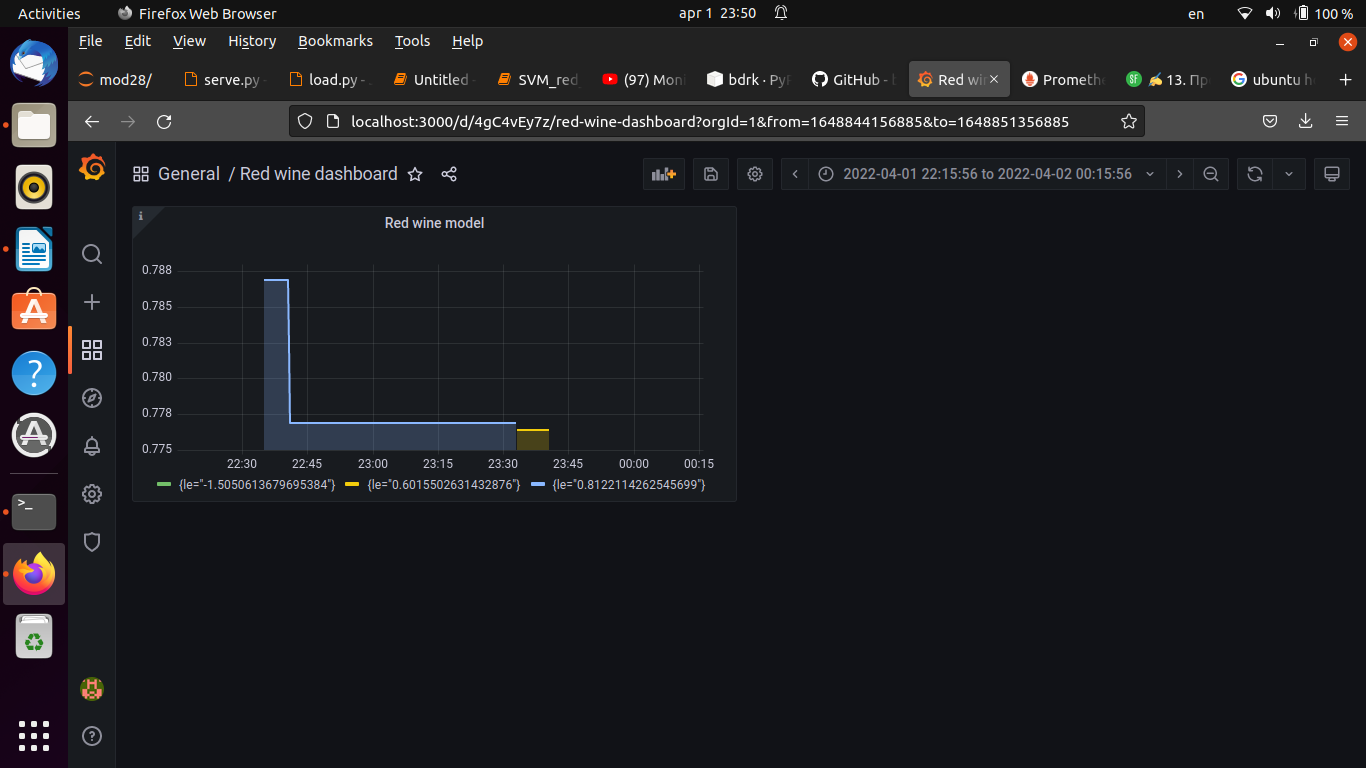 Activities Firefox Web Browser apr 1 23:50 en 100 %
File Edit View History Bookmarks Tools Help
mod28/ serve.py - load.py - Untitled - SVM_red (97) Moni bdrk · PyP GitHub - b Red wi Promethe SF 13. Пр ubuntu h
localhost:3000/d/4gC4vEy7z/red-wine-dashboard?orgId=1&from=1648844156885&to=1648851356885
General / Red wine dashboard 2022-04-01 22:15:56 to 2022-04-02 00:15:56
i
Red wine model
0.788
0.785
0.783
0.780
0.778
0.775
22:30 22:45 23:00 23:15 23:30 23:45 00:00 00:15
{le="-1.5050613679695384"} {le="0.6015502631432876"} {le="0.8122114262545699"}